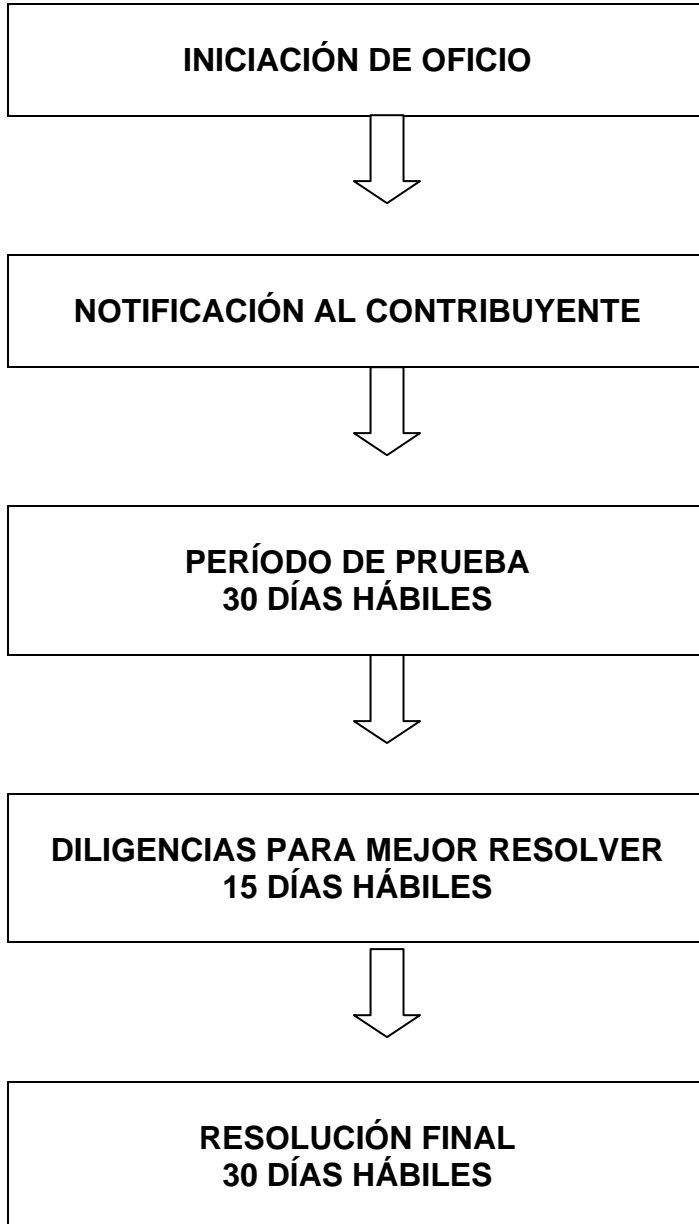 INICIACIÓN DE OFICIO
NOTIFICACIÓN AL CONTRIBUYENTE
PERÍODO DE PRUEBA
30 DÍAS HÁBILES
DILIGENCIAS PARA MEJOR RESOLVER
15 DÍAS HÁBILES
RESOLUCIÓN FINAL
30 DÍAS HÁBILES